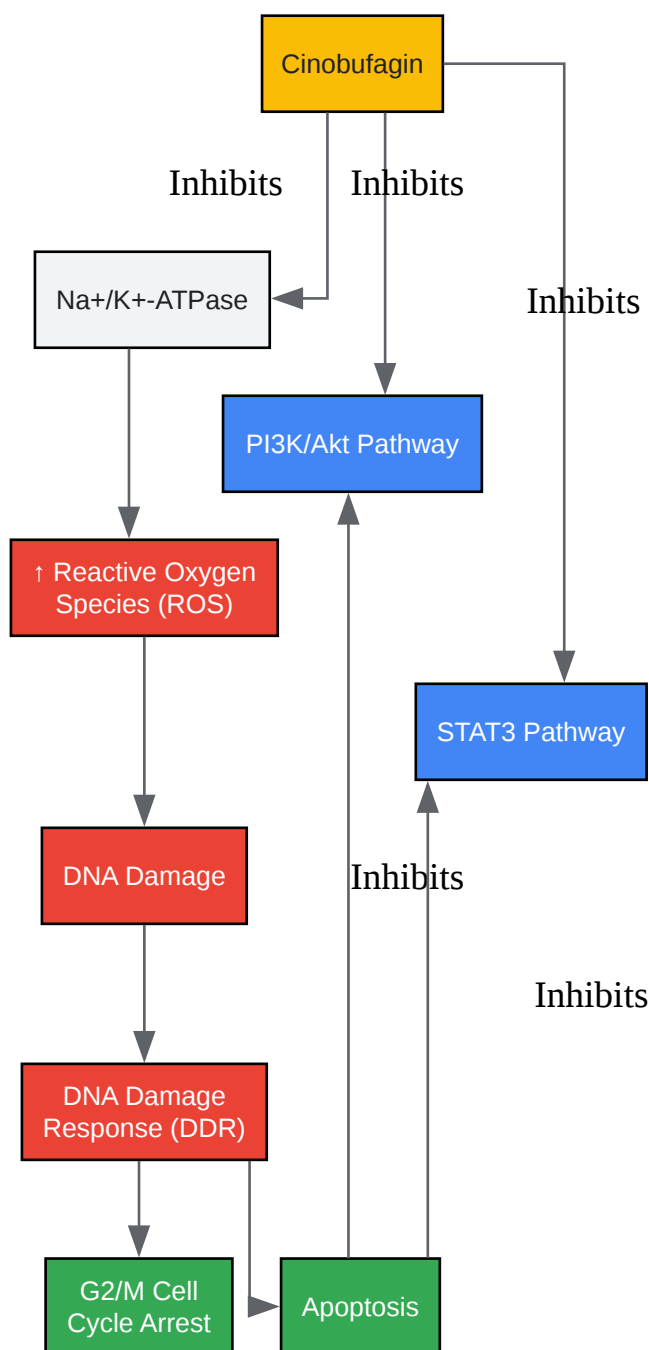 Cinobufagin
Inhibits
Inhibits
Na+/K+-ATPase
Inhibits
PI3K/Akt Pathway
↑ Reactive Oxygen
Species (ROS)
STAT3 Pathway
DNA Damage
Inhibits
Inhibits
DNA Damage
Response (DDR)
G2/M Cell
Cycle Arrest
Apoptosis